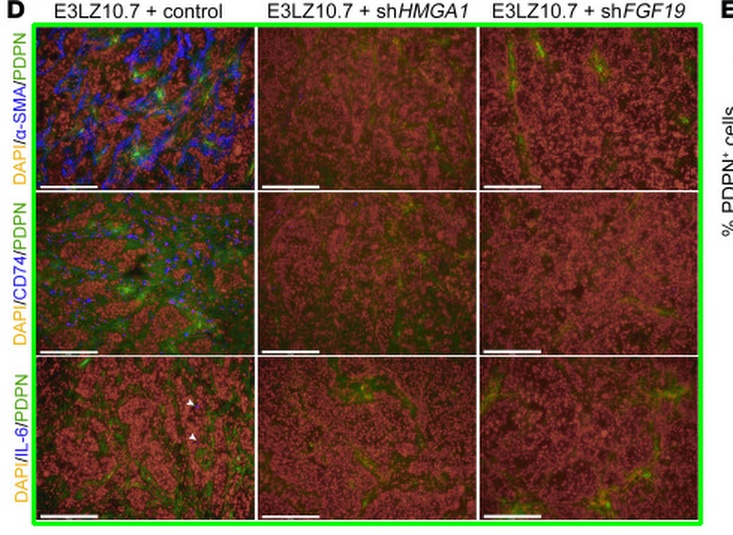 D
E3LZ10.7 + control
E3LZ10.7 + shHMGA1
E3LZ10.7 + shFGF19
E
DAPI/α-SMA/PDPN
DAPI/CD74/PDPN
DAPI/IL-6/PDPN
% PDPN+ cells